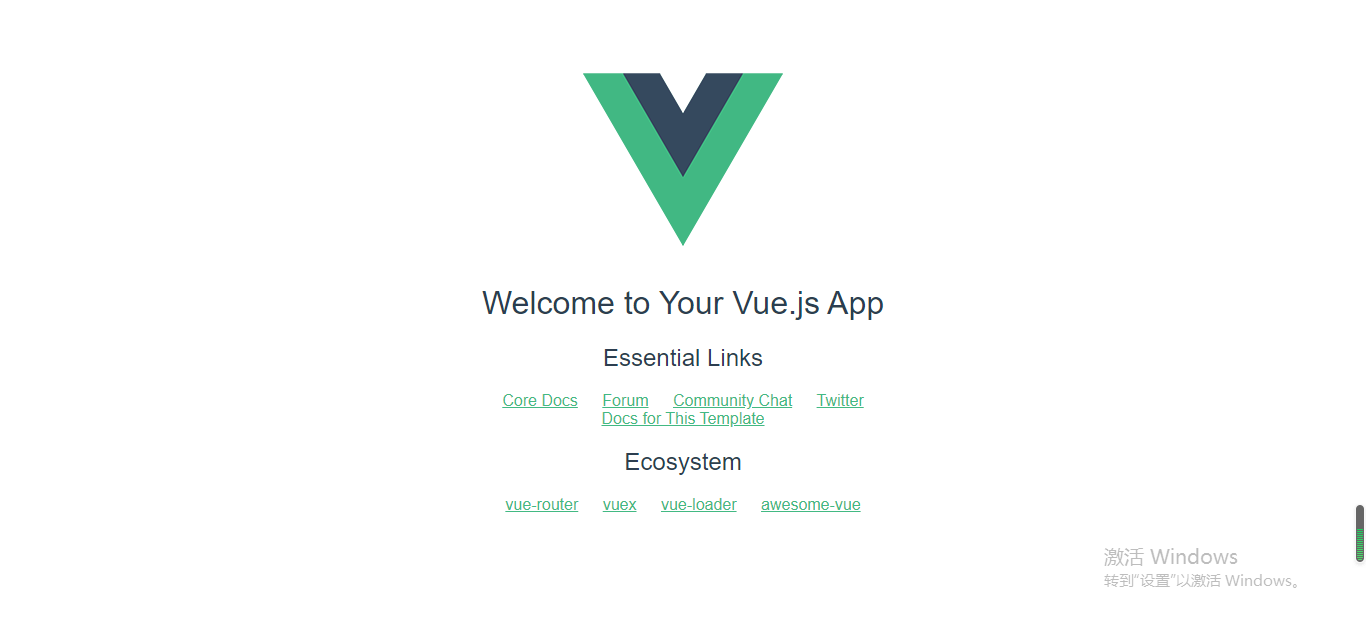 Welcome to Your Vue.js App
Essential Links
Core Docs Forum Community Chat Twitter
Docs for This Template
Ecosystem
vue-router vuex vue-loader awesome-vue
激活 Windows
转到"设置"以激活 Windows。